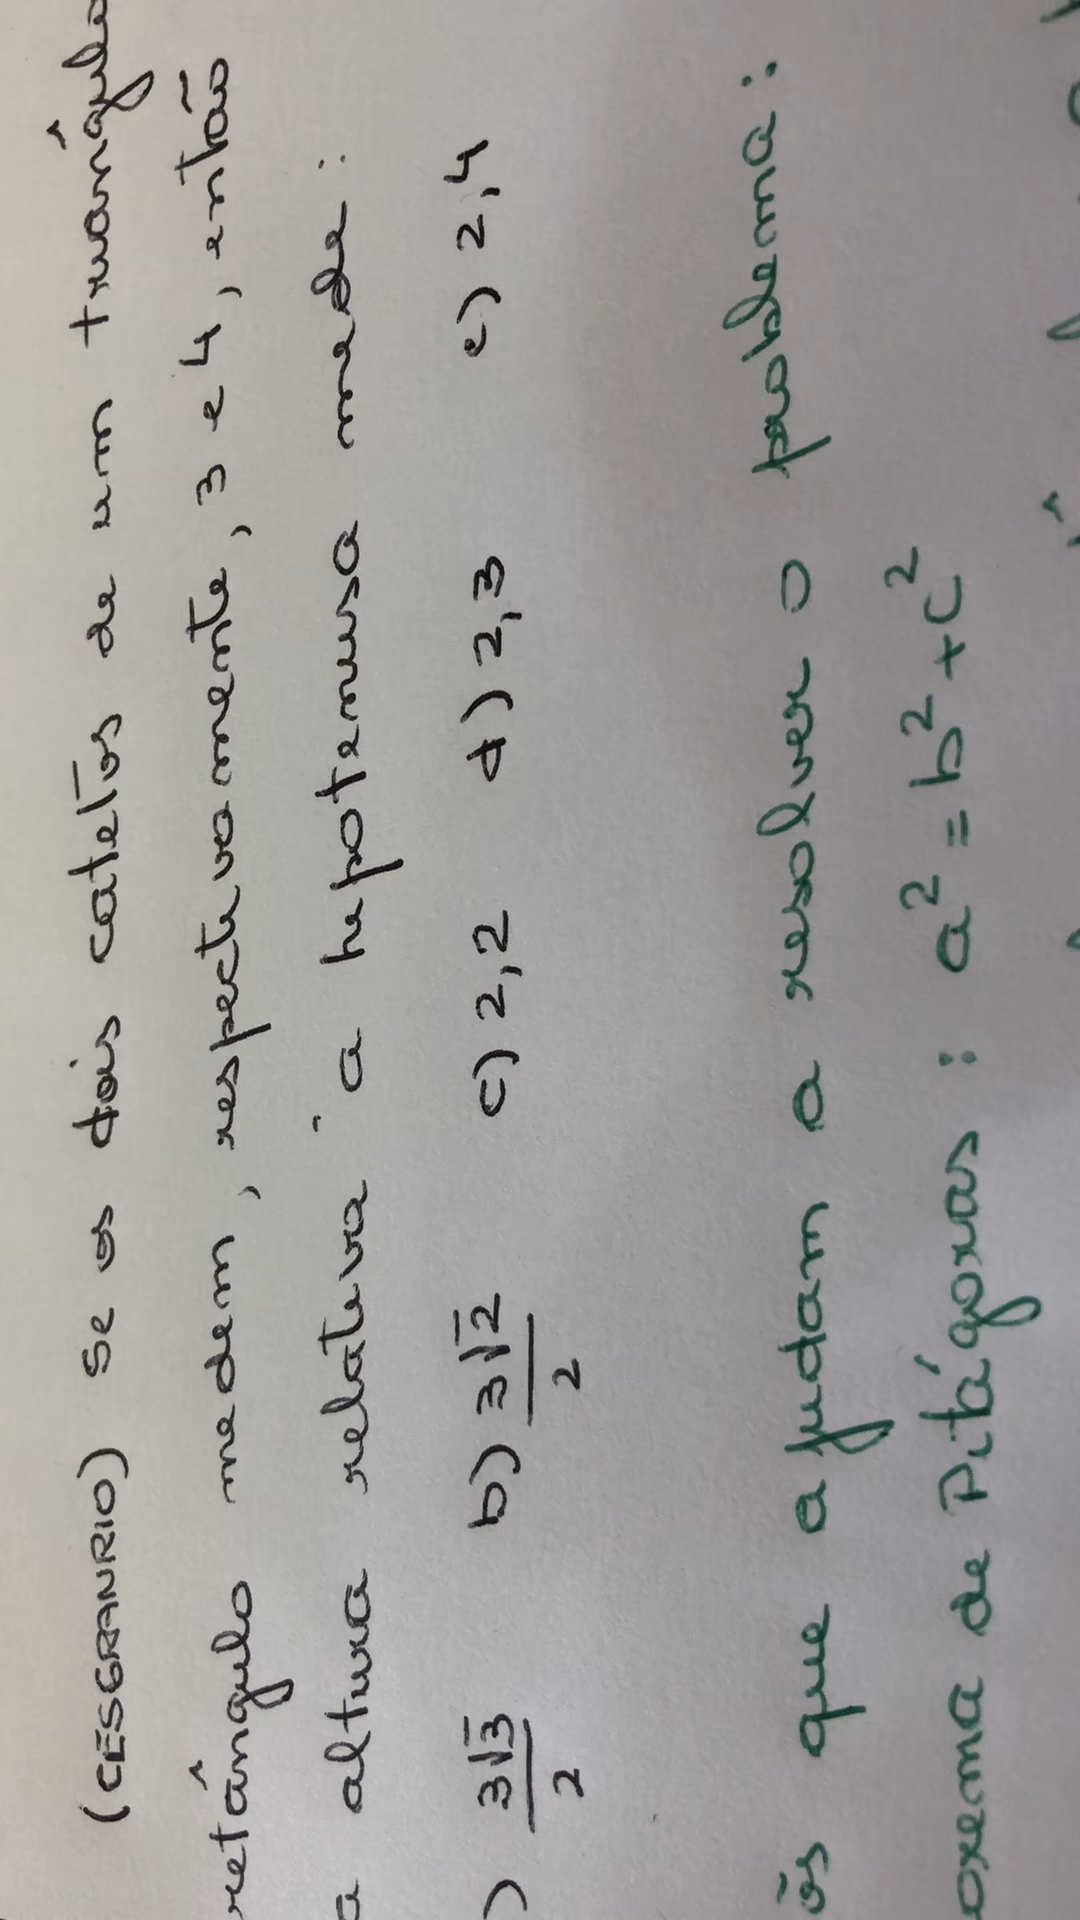 (CESGRANRIO) Se os dois catetos de um triângulo
retângulo medem, respectivamente, 3 e 4, então
a altura relativa à hipotenusa mede:
) 3√3/2 b) 3√2/2 c) 2,2 d) 2,3 e) 2,4
os que ajudam a resolver o problema:
orema de Pitágoras: a² = b² + c²